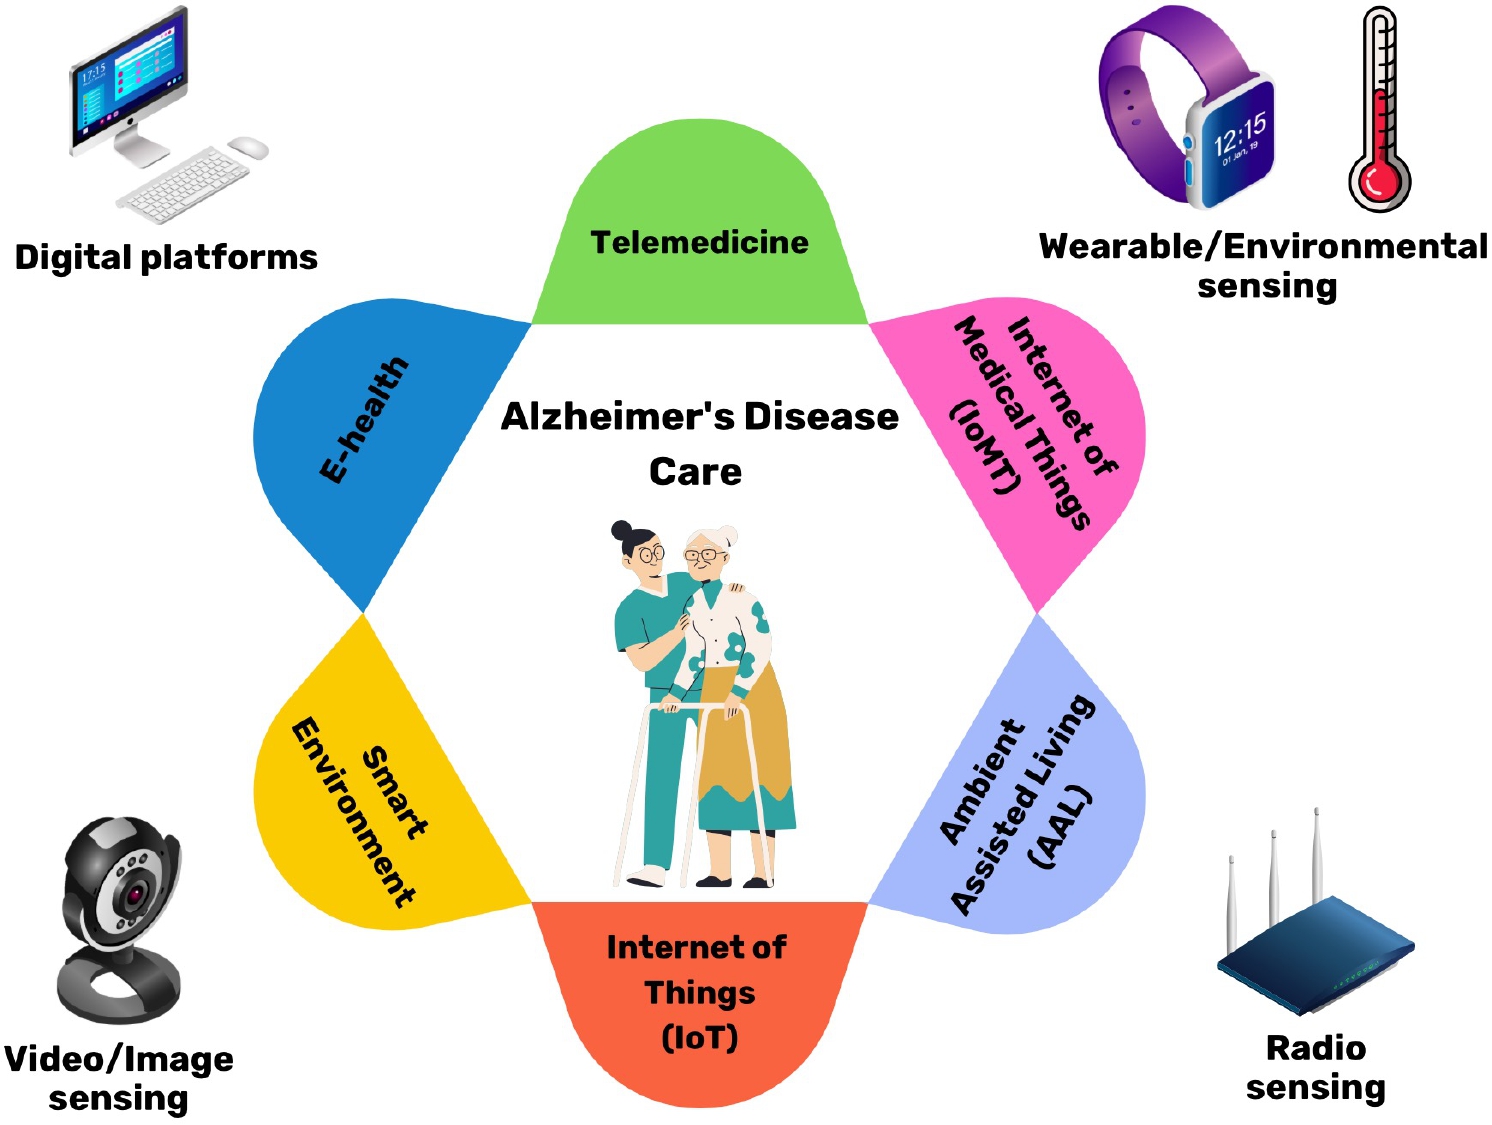 17:15
Digital platforms
12:15
01 Jan, 19
Wearable/Environmental
sensing
Telemedicine
E-health
Internet of
Medical Things
(IoMT)
Alzheimer's Disease
Care
Smart
Environment
Ambient
Assisted Living
(AAL)
Internet of
Things
(IoT)
Video/Image
sensing
Radio
sensing